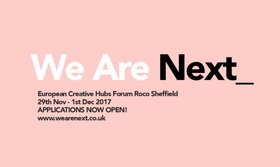 We Are Next_
European Creative Hubs Forum Roco Sheffield
29th Nov - 1st Dec 2017
APPLICATIONS NOW OPEN!
www.wearenext.co.uk